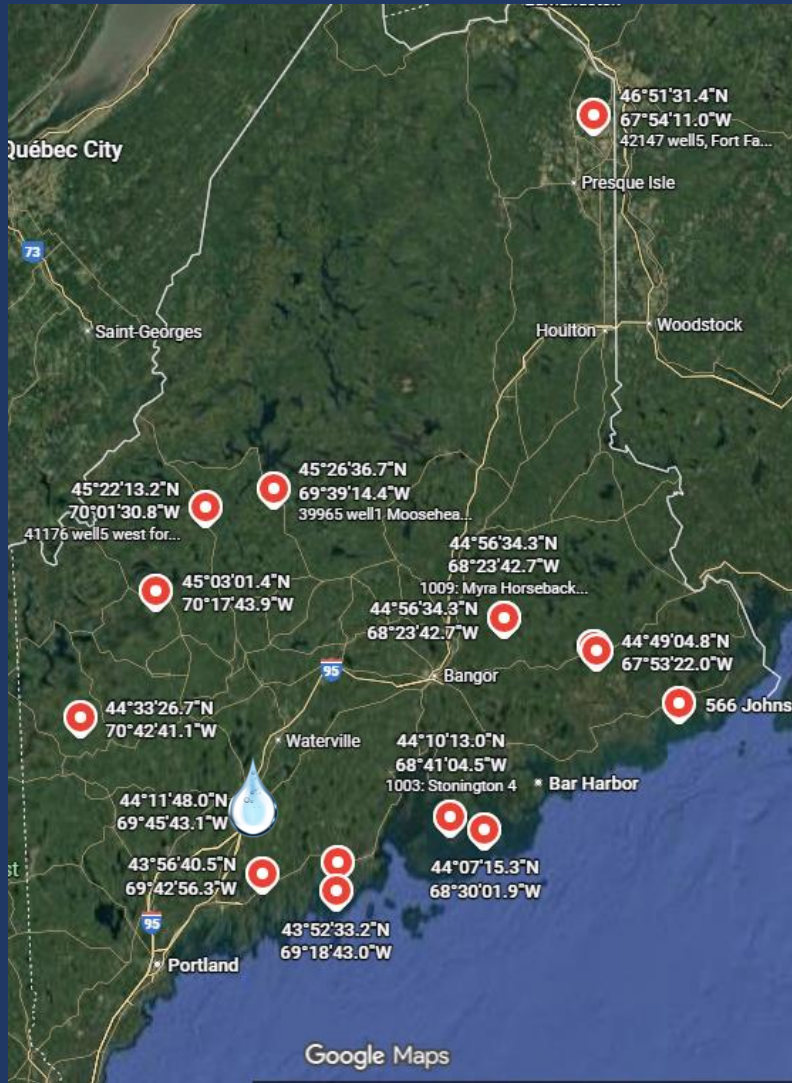 46°51'31.4"N
67°54'11.0"W
42147 well5, Fort Fa...
Québec City
Presque Isle
73
Saint-Georges
Houlton
Woodstock
45°26'36.7"N
69°39'14.4"W
39965 well1 Moosehea...
45°22'13.2"N
70°01'30.8"W
41176 well5 west for...
44°56'34.3"N
68°23'42.7"W
1009: Myra Horseback...
45°03'01.4"N
70°17'43.9"W
44°56'34.3"N
68°23'42.7"W
44°49'04.8"N
67°53'22.0"W
95
Bangor
566 Johns
44°33'26.7"N
70°42'41.1"W
Waterville
44°10'13.0"N
68°41'04.5"W
1003: Stonington 4
Bar Harbor
44°11'48.0"N
69°45'43.1"W
43°56'40.5"N
69°42'56.3"W
44°07'15.3"N
68°30'01.9"W
st
95
43°52'33.2"N
69°18'43.0"W
Portland
Google Maps